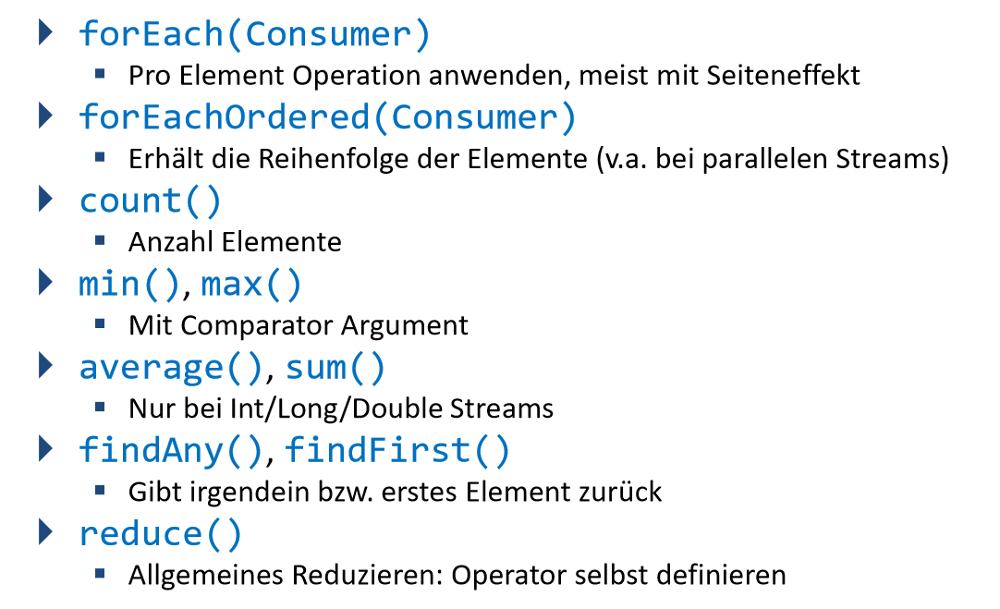 forEach(Consumer)
Pro Element Operation anwenden, meist mit Seiteneffekt
forEachOrdered(Consumer)
Erhält die Reihenfolge der Elemente (v.a. bei parallelen Streams)
count()
Anzahl Elemente
min(), max()
Mit Comparator Argument
average(), sum()
Nur bei Int/Long/Double Streams
findAny(), findFirst()
Gibt irgendein bzw. erstes Element zurück
reduce()
Allgemeines Reduzieren: Operator selbst definieren